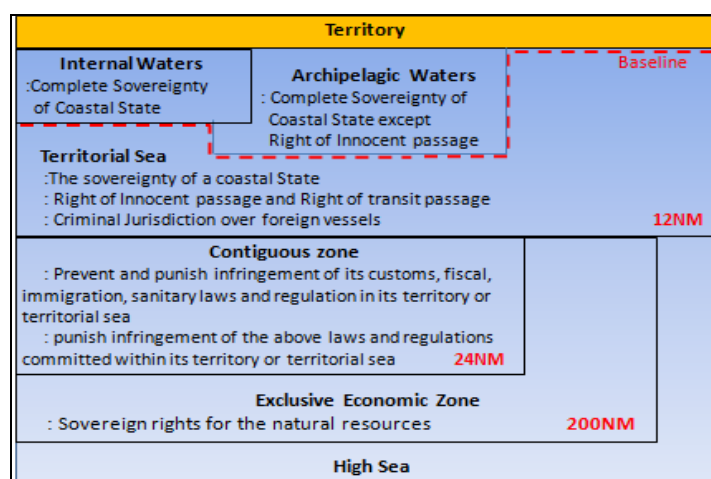 Territory
Internal Waters
:Complete Sovereignty
of Coastal State
Archipelagic Waters
: Complete Sovereignty of
Coastal State except
Right of Innocent passage
Baseline
Territorial Sea
:The sovereignty of a coastal State
: Right of Innocent passage and Right of transit passage
: Criminal Jurisdiction over foreign vessels
12NM
Contiguous zone
: Prevent and punish infringement of its customs, fiscal,
immigration, sanitary laws and regulation in its territory or
territorial sea
: punish infringement of the above laws and regulations
committed within its territory or territorial sea 24NM
Exclusive Economic Zone
: Sovereign rights for the natural resources 200NM
High Sea